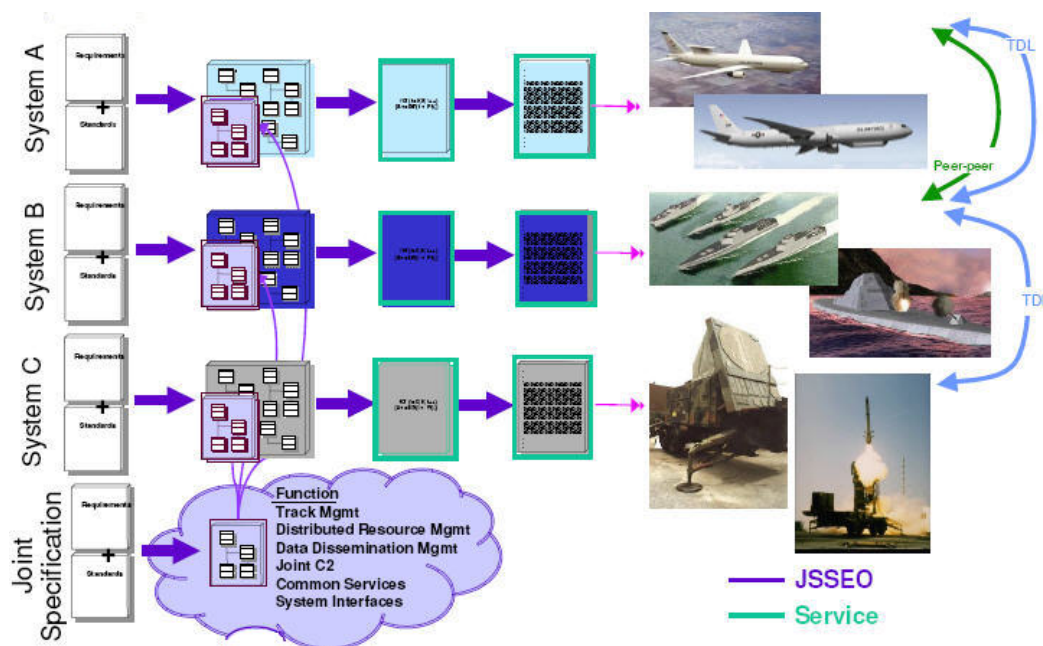 System A
Requirements
+
Standards
TDL
Peer-peer
System B
Requirements
+
Standards
TDL
System C
Requirements
+
Standards
Joint
Specification
Requirements
+
Standards
Function
Track Mgmt
Distributed Resource Mgmt
Data Dissemination Mgmt
Joint C2
Common Services
System Interfaces
JSSEO
Service